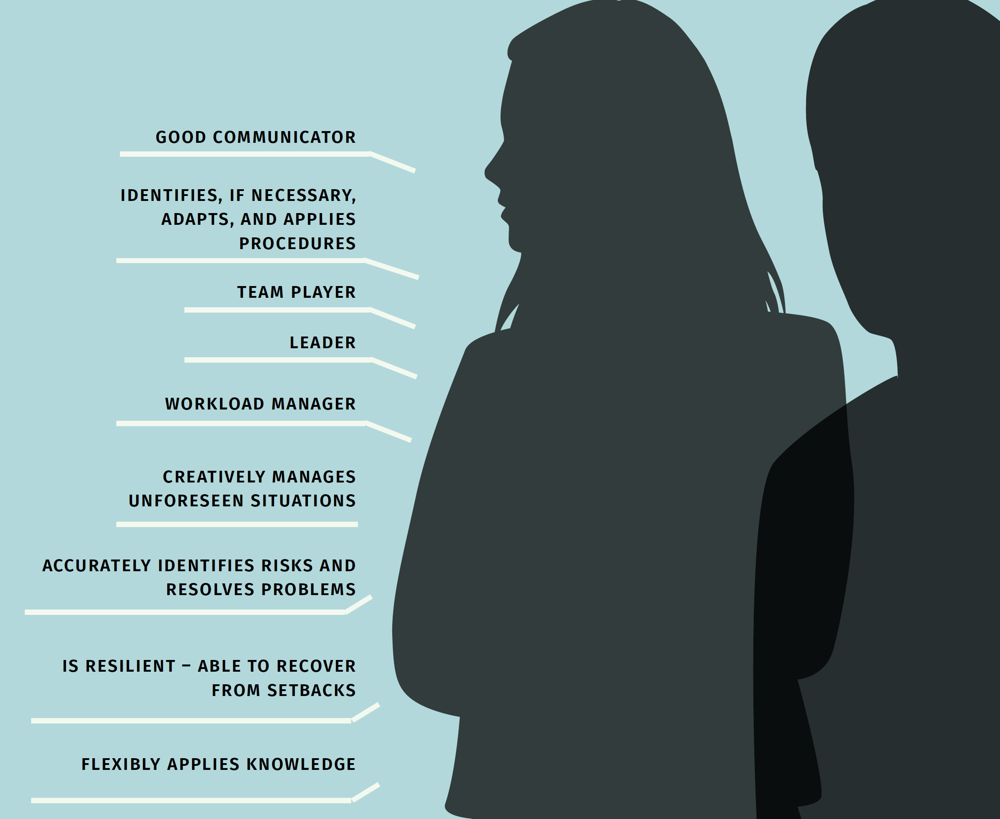 GOOD COMMUNICATOR
IDENTIFIES, IF NECESSARY,
ADAPTS, AND APPLIES
PROCEDURES
TEAM PLAYER
LEADER
WORKLOAD MANAGER
CREATIVELY MANAGES
UNFORESEEN SITUATIONS
ACCURATELY IDENTIFIES RISKS AND
RESOLVES PROBLEMS
IS RESILIENT – ABLE TO RECOVER
FROM SETBACKS
FLEXIBLY APPLIES KNOWLEDGE